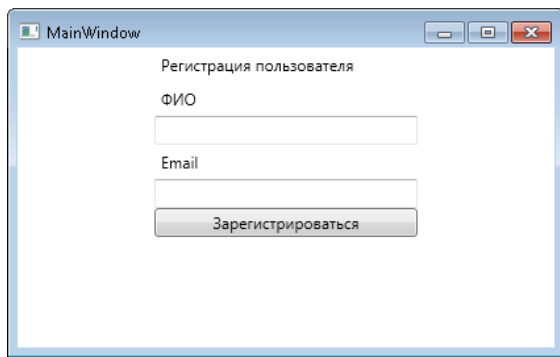 MainWindow
Регистрация пользователя
ФИО
Email
Зарегистрироваться